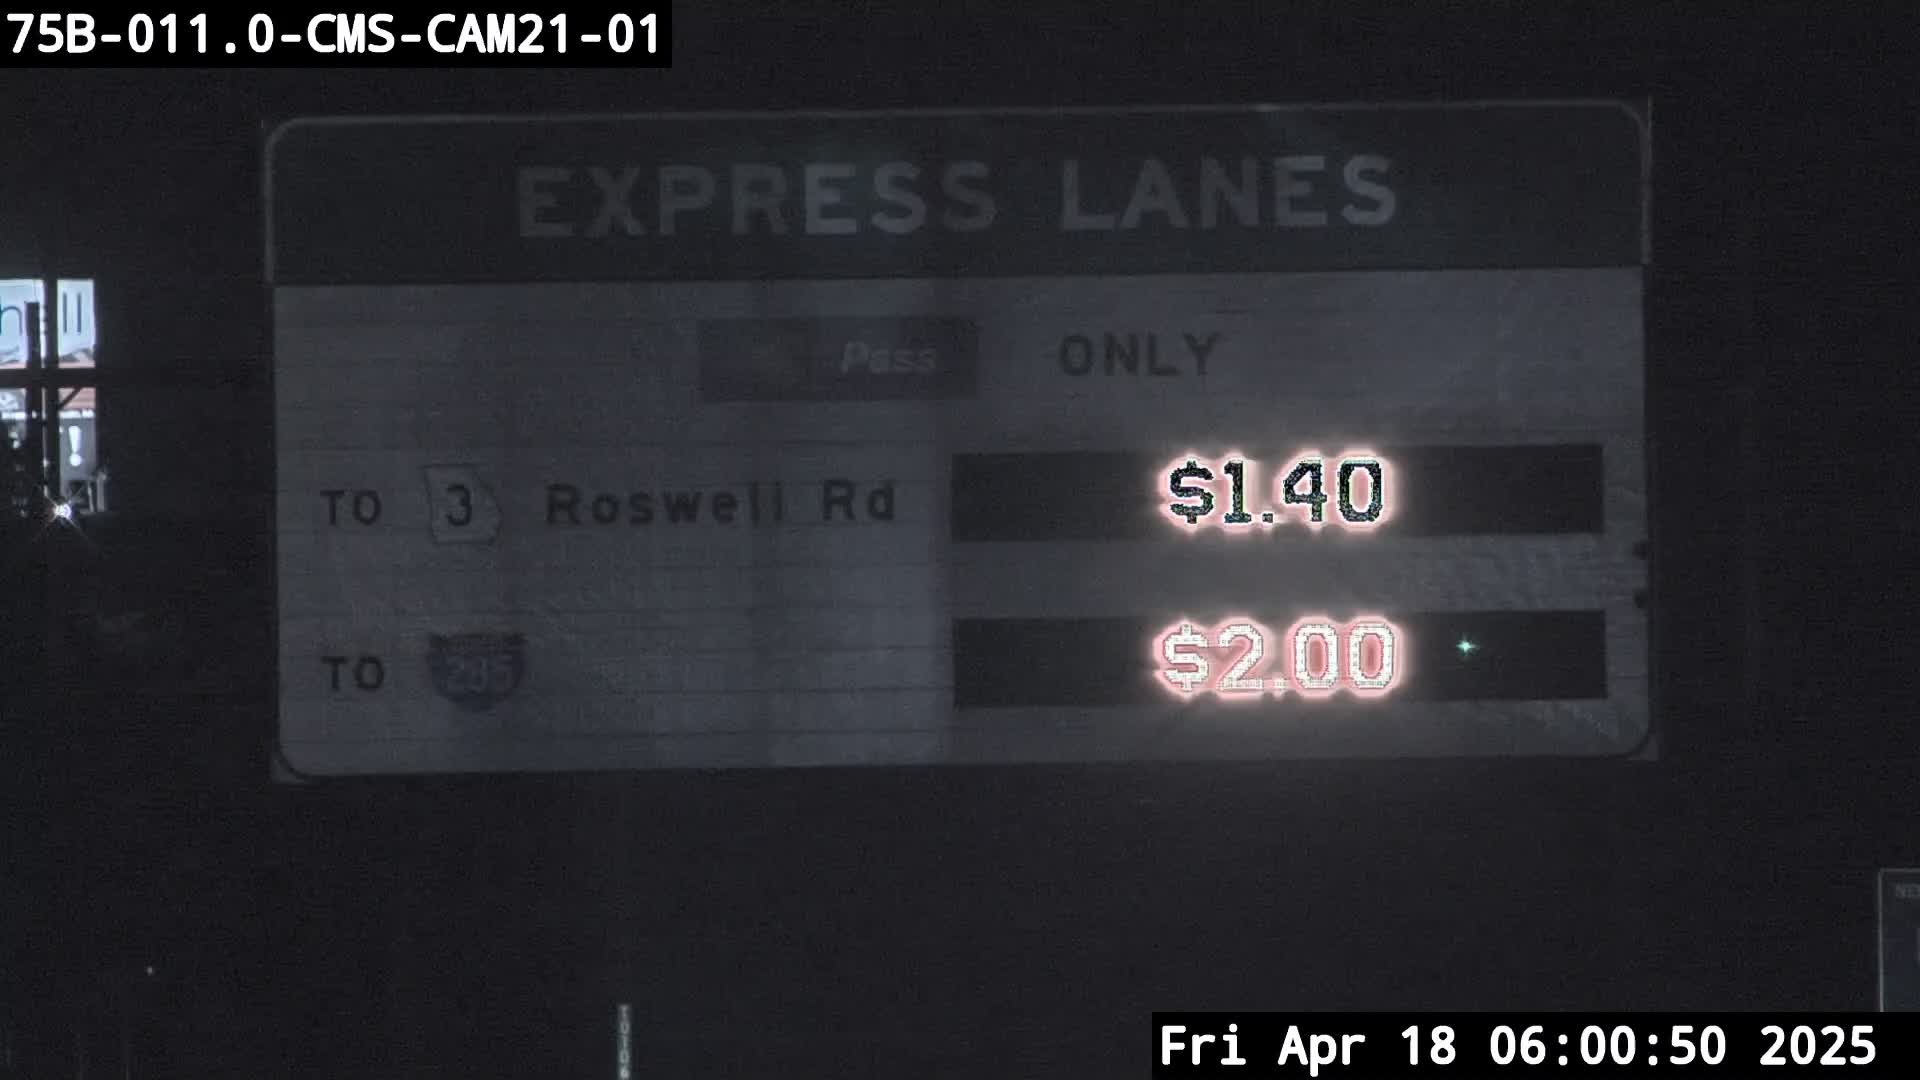 75B-011.0-CMS-CAM21-01
EXPRESS LANES
Pass ONLY
TO 3 Roswell Rd $1.40
TO 285 $2.00
Fri Apr 18 06:00:50 2025